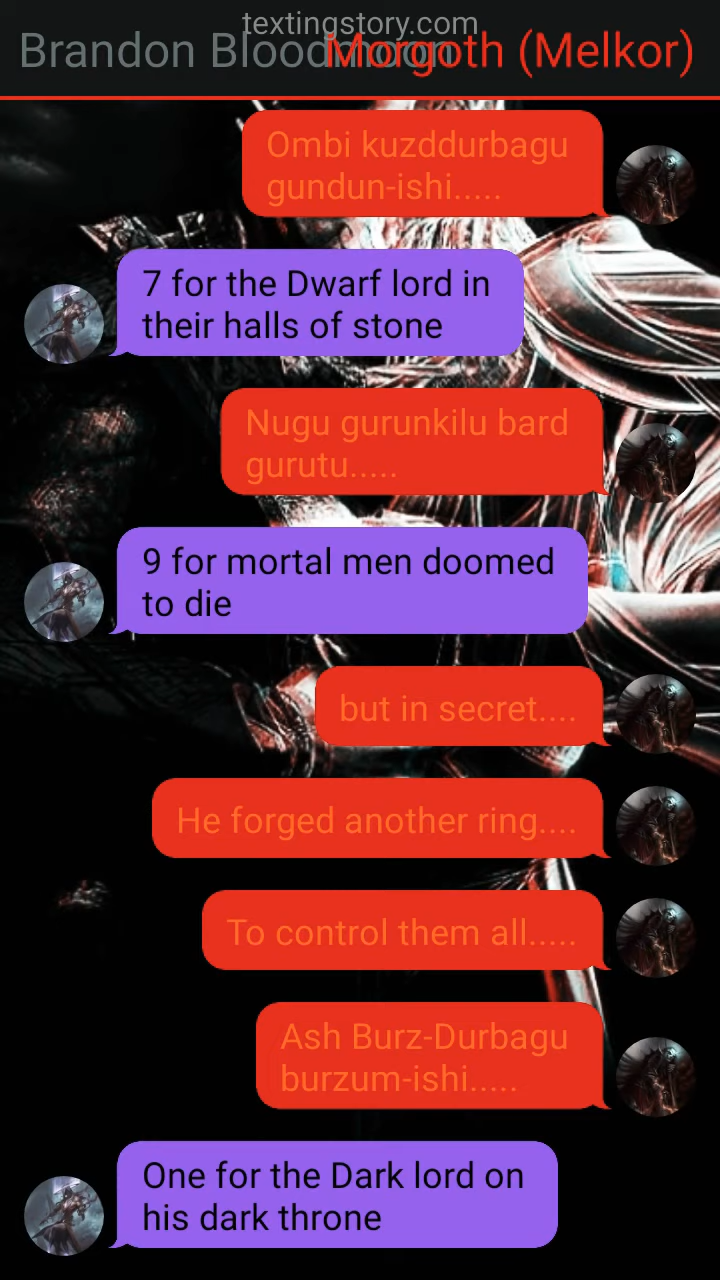 textingstory.com
Brandon Bloodmoon
Morgoth (Melkor)
Ombi kuzddurbagu
gundun-ishi.....
7 for the Dwarf lord in
their halls of stone
Nugu gurunkilu bard
gurutu.....
9 for mortal men doomed
to die
but in secret....
He forged another ring....
To control them all.....
Ash Burz-Durbagu
burzum-ishi.....
One for the Dark lord on
his dark throne